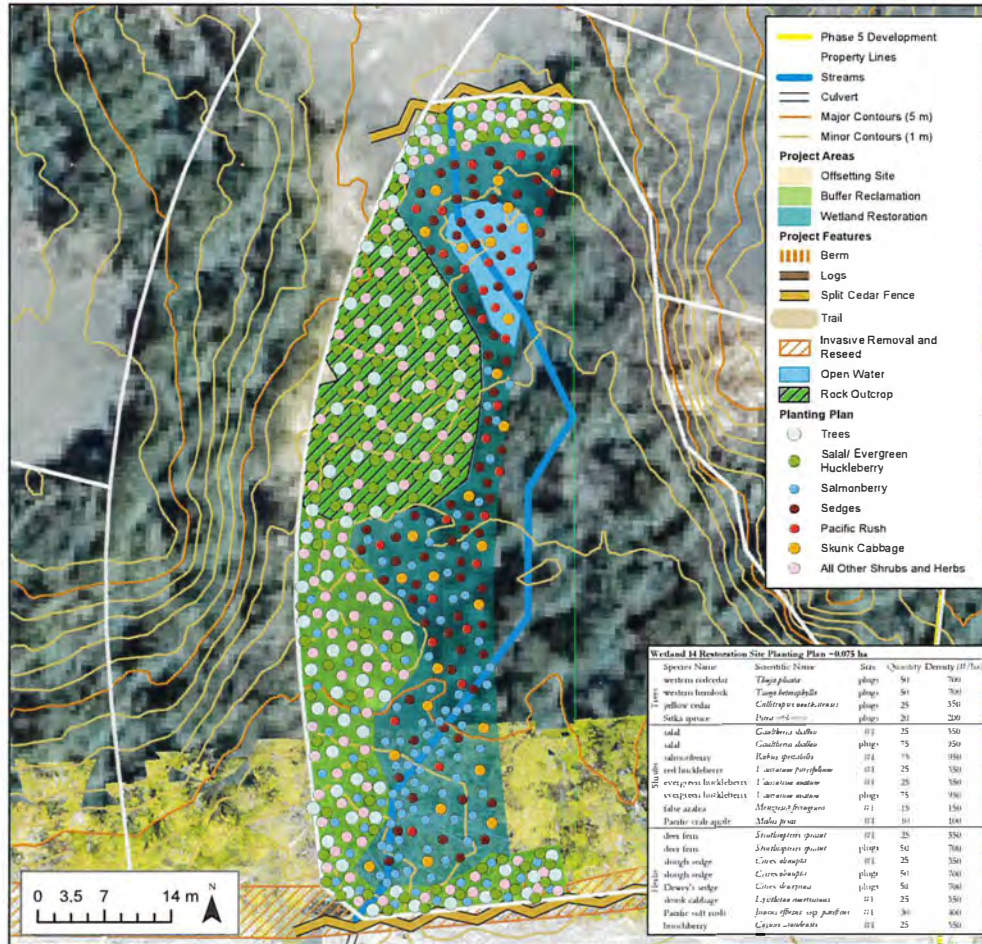 Phase 5 Development
Property Lines
Streams
Culvert
Major Contours (5 m)
Minor Contours (1 m)
Project Areas
Offsetting Site
Buffer Reclamation
Wetland Restoration
Project Features
Berm
Logs
Split Cedar Fence
Trail
Invasive Removal and
Reseed
Open Water
Rock Outcrop
Planting Plan
Trees
Salal/ Evergreen
Huckleberry
Salmonberry
Sedges
Pacific Rush
Skunk Cabbage
All Other Shrubs and Herbs
Wetland 14 Restoration Site Planting Plan ~0.075 ha
Species Name Scientific Name Size Quantity Density (#/ha)
Trees
western redcedar Thuja plicata plugs 50 700
western hemlock Tsuga heterophylla plugs 50 700
yellow cedar plugs 25 350
Sitka spruce plugs 20 200
Shrubs
salal Gaultheria shallon #1 25 350
salal Gaultheria shallon plugs 75 950
salmonberry Rubus spectabilis #1 75 950
red huckleberry #1 25 350
evergreen huckleberry #1 25 350
evergreen huckleberry plugs 75 950
false azalea #1 15 150
Pacific crab apple Malus fusca #1 10 100
Herbs
deer fern #1 25 350
deer fern plugs 50 700
slough sedge Carex obnupta #1 25 350
slough sedge Carex obnupta plugs 50 700
Dewey's sedge plugs 50 700
skunk cabbage #1 25 350
Pacific soft rush #1 30 400
bunchberry #1 25 350
0 3.5 7 14 m
N